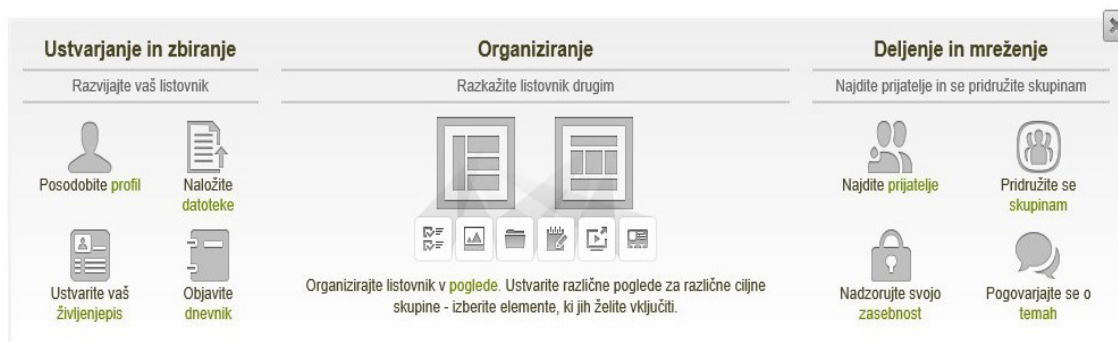 Ustvarjanje in zbiranje
Razvijajte vaš listovnik
Posodobite profil
Naložite
datoteke
Ustvarite vaš
življenjepis
Objavite
dnevnik
Organiziranje
Razkažite listovnik drugim
Organizirajte listovnik v poglede. Ustvarite različne poglede za različne ciljne
skupine - izberite elemente, ki jih želite vključiti.
Deljenje in mreženje
Najdite prijatelje in se pridružite skupinam
Najdite prijatelje
Pridružite se
skupinam
Nadzorujte svojo
zasebnost
Pogovarjajte se o
temah